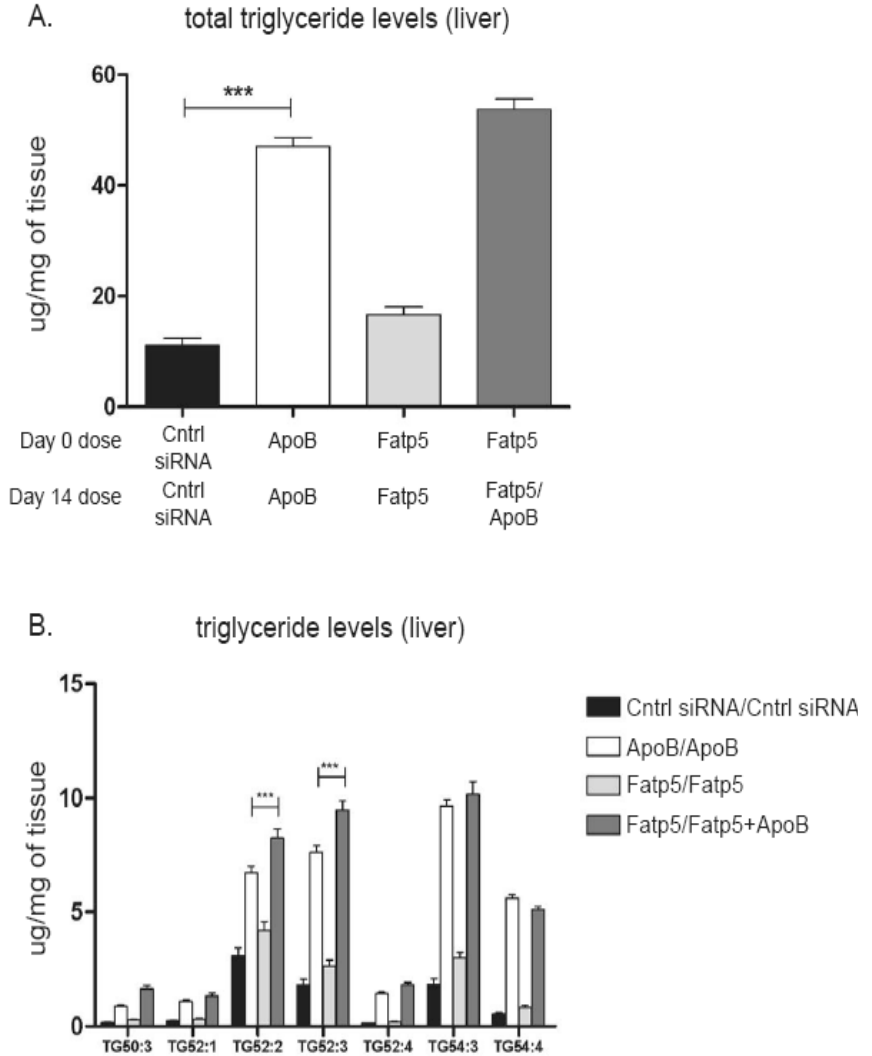 A.
total triglyceride levels (liver)
ug/mg of tissue
60
40
20
0
***
Day 0 dose
Cntrl
siRNA
ApoB
Fatp5
Fatp5
Day 14 dose
Cntrl
siRNA
ApoB
Fatp5
Fatp5/
ApoB
B.
triglyceride levels (liver)
ug/mg of tissue
15
10
5
0
***
***
TG50:3 TG52:1 TG52:2 TG52:3 TG52:4 TG54:3 TG54:4
Cntrl siRNA/Cntrl siRNA
ApoB/ApoB
Fatp5/Fatp5
Fatp5/Fatp5+ApoB